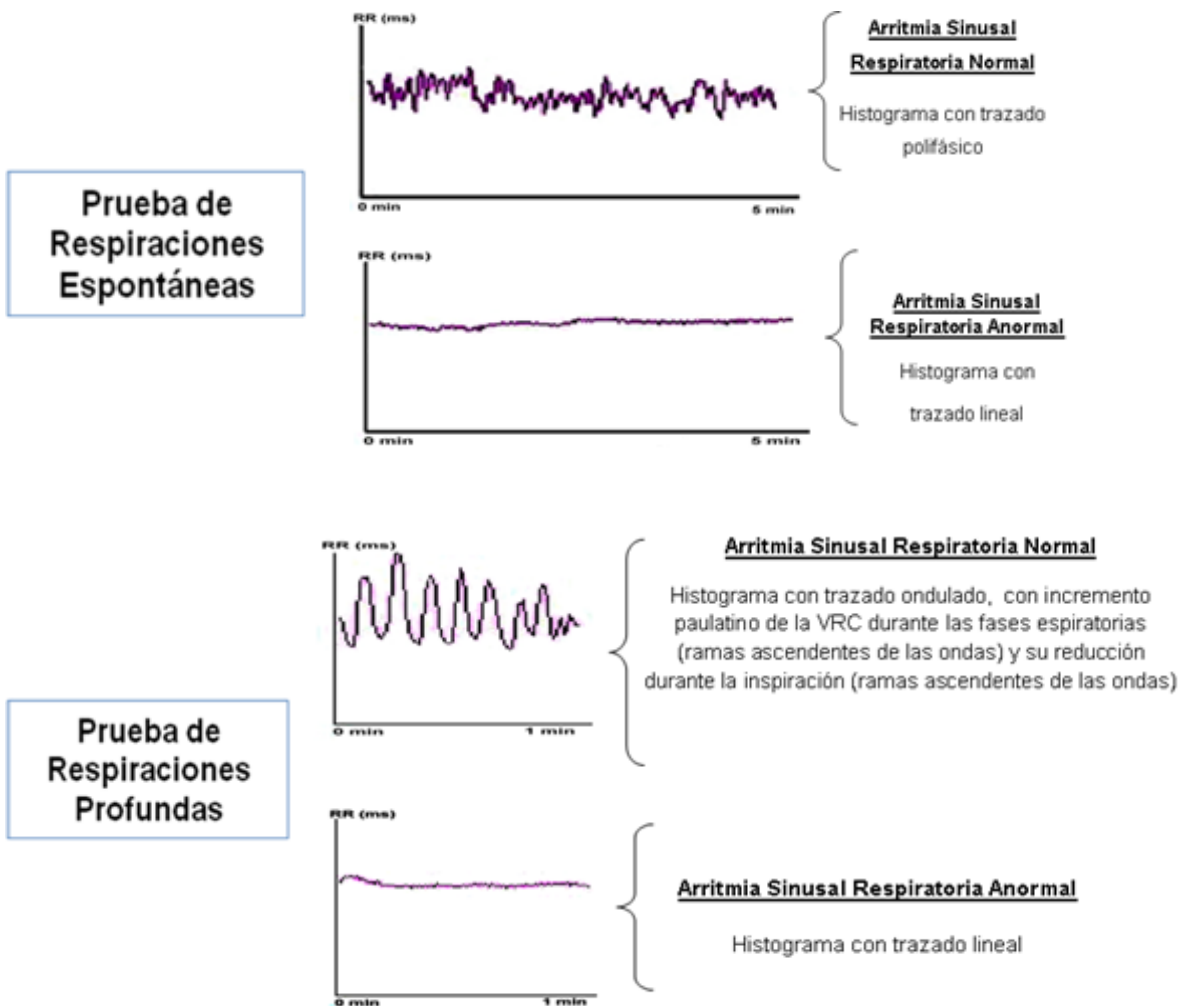 RR (ms)
0 min
5 min
Arritmia Sinusal
Respiratoria Normal
Histograma con trazado
polifásico
Prueba de
Respiraciones
Espontáneas
RR (ms)
0 min
5 min
Arritmia Sinusal
Respiratoria Anormal
Histograma con
trazado lineal
RR (ms)
0 min
1 min
Arritmia Sinusal Respiratoria Normal
Histograma con trazado ondulado, con incremento
paulatino de la VRC durante las fases espiratorias
(ramas ascendentes de las ondas) y su reducción
durante la inspiración (ramas ascendentes de las ondas)
Prueba de
Respiraciones
Profundas
RR (ms)
0 min
1 min
Arritmia Sinusal Respiratoria Anormal
Histograma con trazado lineal